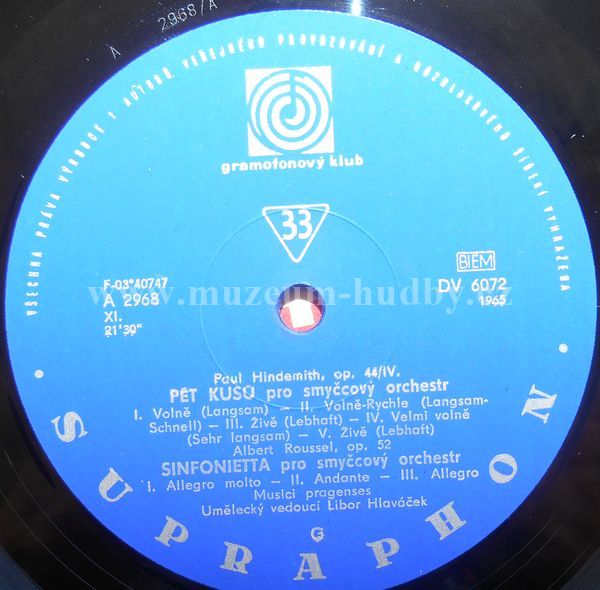 A 2968/A
VŠECHNA PRÁVA VÝROBCE I AUTORŮ VEŘEJNÉHO PROVOZOVÁNÍ A ROZHLASOVÉHO ŠÍŘENÍ VYHRAŽENA
gramofonový klub
33
F-03*40747
A 2968
XI.
21'30"
BIEM
DV 6072
1965
www.muzeum-hudby.cz
Paul Hindemith, op. 44/IV.
PĚT KUSŮ pro smyčcový orchestr
I. Volně (Langsam) – II. Volně-Rychle (Langsam-
Schnell) – III. Živě (Lebhaft) – IV. Velmi volně
(Sehr langsam) – V. Živě (Lebhaft)
Albert Roussel, op. 52
SINFONIETTA pro smyčcový orchestr
I. Allegro molto – II. Andante – III. Allegro
Musici pragenses
Umělecký vedoucí Libor Hlaváček
G
SUPRAPHON